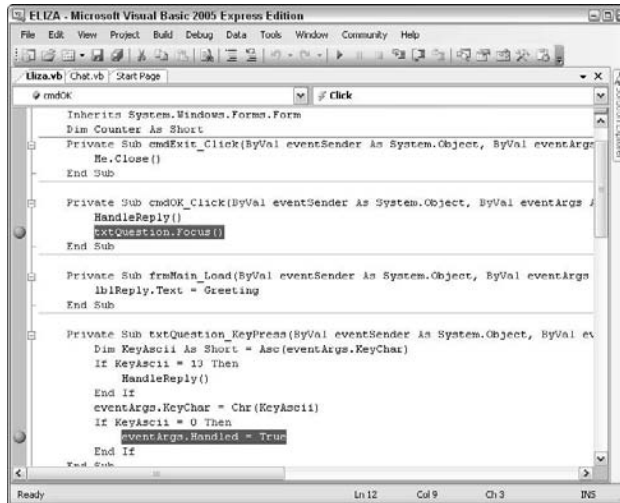 ELIZA - Microsoft Visual Basic 2005 Express Edition
File Edit View Project Build Debug Data Tools Window Community Help
Eliza.vb Chat.vb Start Page
cmdOK Click
Inherits System.Windows.Forms.Form
Dim Counter As Short
Private Sub cmdExit_Click(ByVal eventSender As System.Object, ByVal eventArgs
Me.Close()
End Sub
Private Sub cmdOK_Click(ByVal eventSender As System.Object, ByVal eventArgs A
HandleReply()
txtQuestion.Focus()
End Sub
Private Sub frmMain_Load(ByVal eventSender As System.Object, ByVal eventArgs
lblReply.Text = Greeting
End Sub
Private Sub txtQuestion_KeyPress(ByVal eventSender As System.Object, ByVal ev
Dim KeyAscii As Short = Asc(eventArgs.KeyChar)
If KeyAscii = 13 Then
HandleReply()
End If
eventArgs.KeyChar = Chr(KeyAscii)
If KeyAscii = 0 Then
eventArgs.Handled = True
End If
End Sub
Ready Ln 12 Col 9 Ch 3 INS